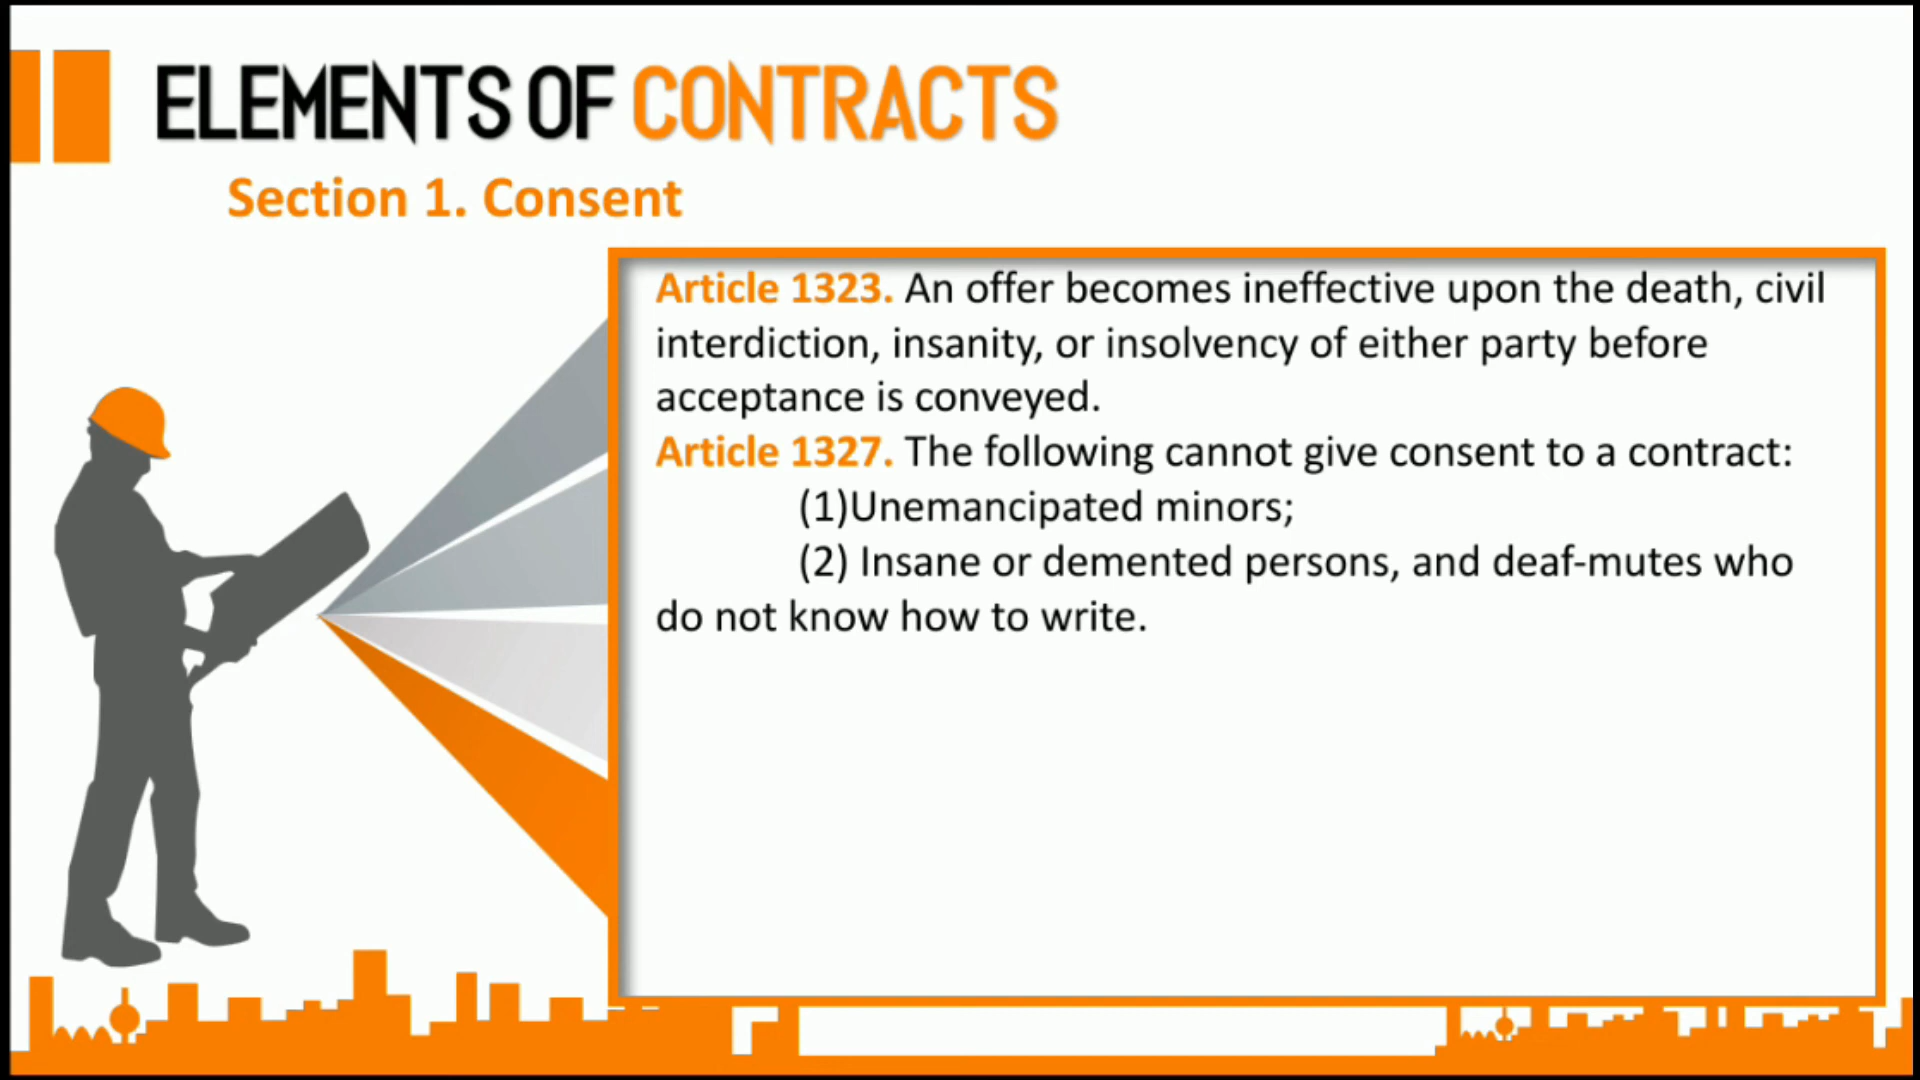 ELEMENTS OF CONTRACTS
Section 1. Consent
Article 1323. An offer becomes ineffective upon the death, civil
interdiction, insanity, or insolvency of either party before
acceptance is conveyed.
Article 1327. The following cannot give consent to a contract:
(1)Unemancipated minors;
(2) Insane or demented persons, and deaf-mutes who
do not know how to write.